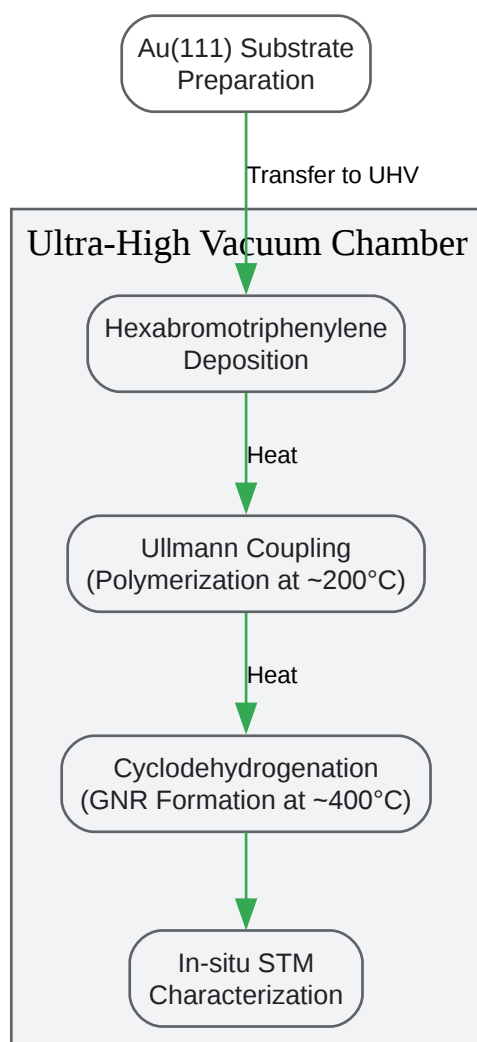 Au(111) Substrate
Preparation
Transfer to UHV
Ultra-High Vacuum Chamber
Hexabromotriphenylene
Deposition
Heat
Ullmann Coupling
(Polymerization at ~200°C)
Heat
Cyclodehydrogenation
(GNR Formation at ~400°C)
In-situ STM
Characterization